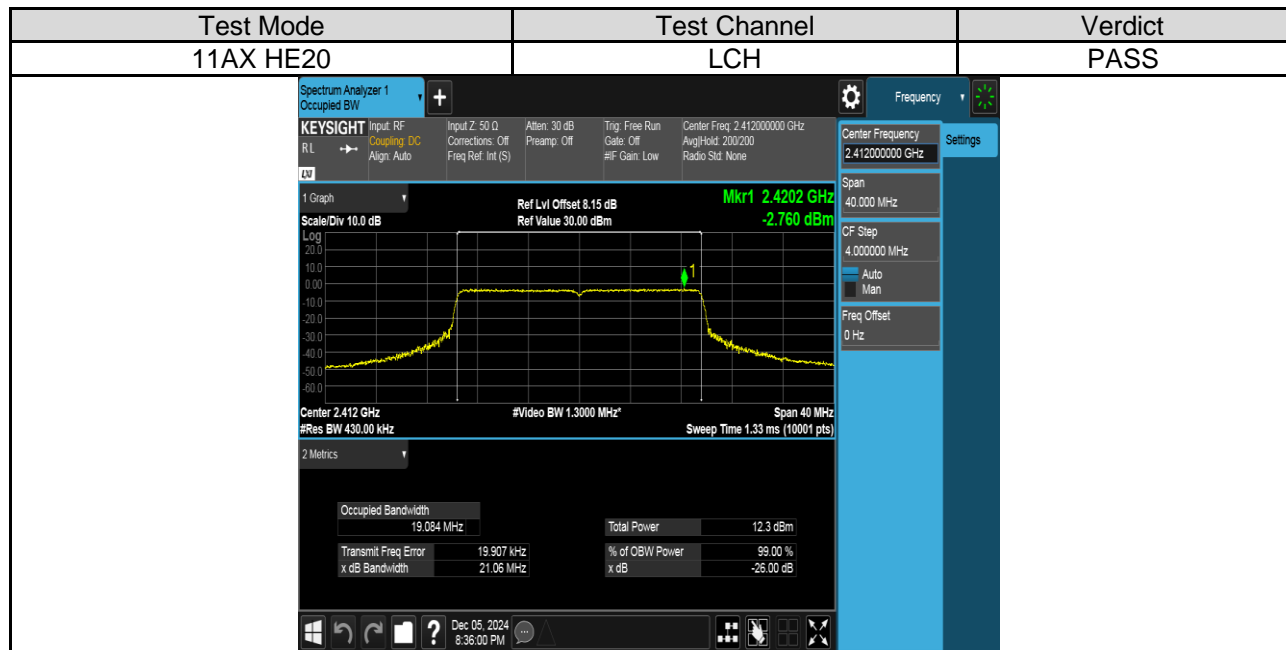 Test Mode Test Channel Verdict
11AX HE20 LCH PASS
Spectrum Analyzer 1
Occupied BW
+
Frequency
KEYSIGHT
RL
LXI
Input: RF
Coupling: DC
Align: Auto
Input Z: 50 Ω
Corrections: Off
Freq Ref: Int (S)
Atten: 30 dB
Preamp: Off
Trig: Free Run
Gate: Off
#IF Gain: Low
Center Freq: 2.412000000 GHz
Avg|Hold: 200/200
Radio Std: None
Center Frequency
2.412000000 GHz
Settings
Span
40.000 MHz
CF Step
4.000000 MHz
Auto
Man
Freq Offset
0 Hz
1 Graph
Scale/Div 10.0 dB
Ref Lvl Offset 8.15 dB
Ref Value 30.00 dBm
Mkr1 2.4202 GHz
-2.760 dBm
Log
20.0
10.0
0.00
-10.0
-20.0
-30.0
-40.0
-50.0
-60.0
1
Center 2.412 GHz
#Res BW 430.00 kHz
#Video BW 1.3000 MHz*
Span 40 MHz
Sweep Time 1.33 ms (10001 pts)
2 Metrics
Occupied Bandwidth
19.084 MHz
Total Power 12.3 dBm
Transmit Freq Error 19.907 kHz
% of OBW Power 99.00 %
x dB Bandwidth 21.06 MHz
x dB -26.00 dB
?
Dec 05, 2024
8:36:00 PM